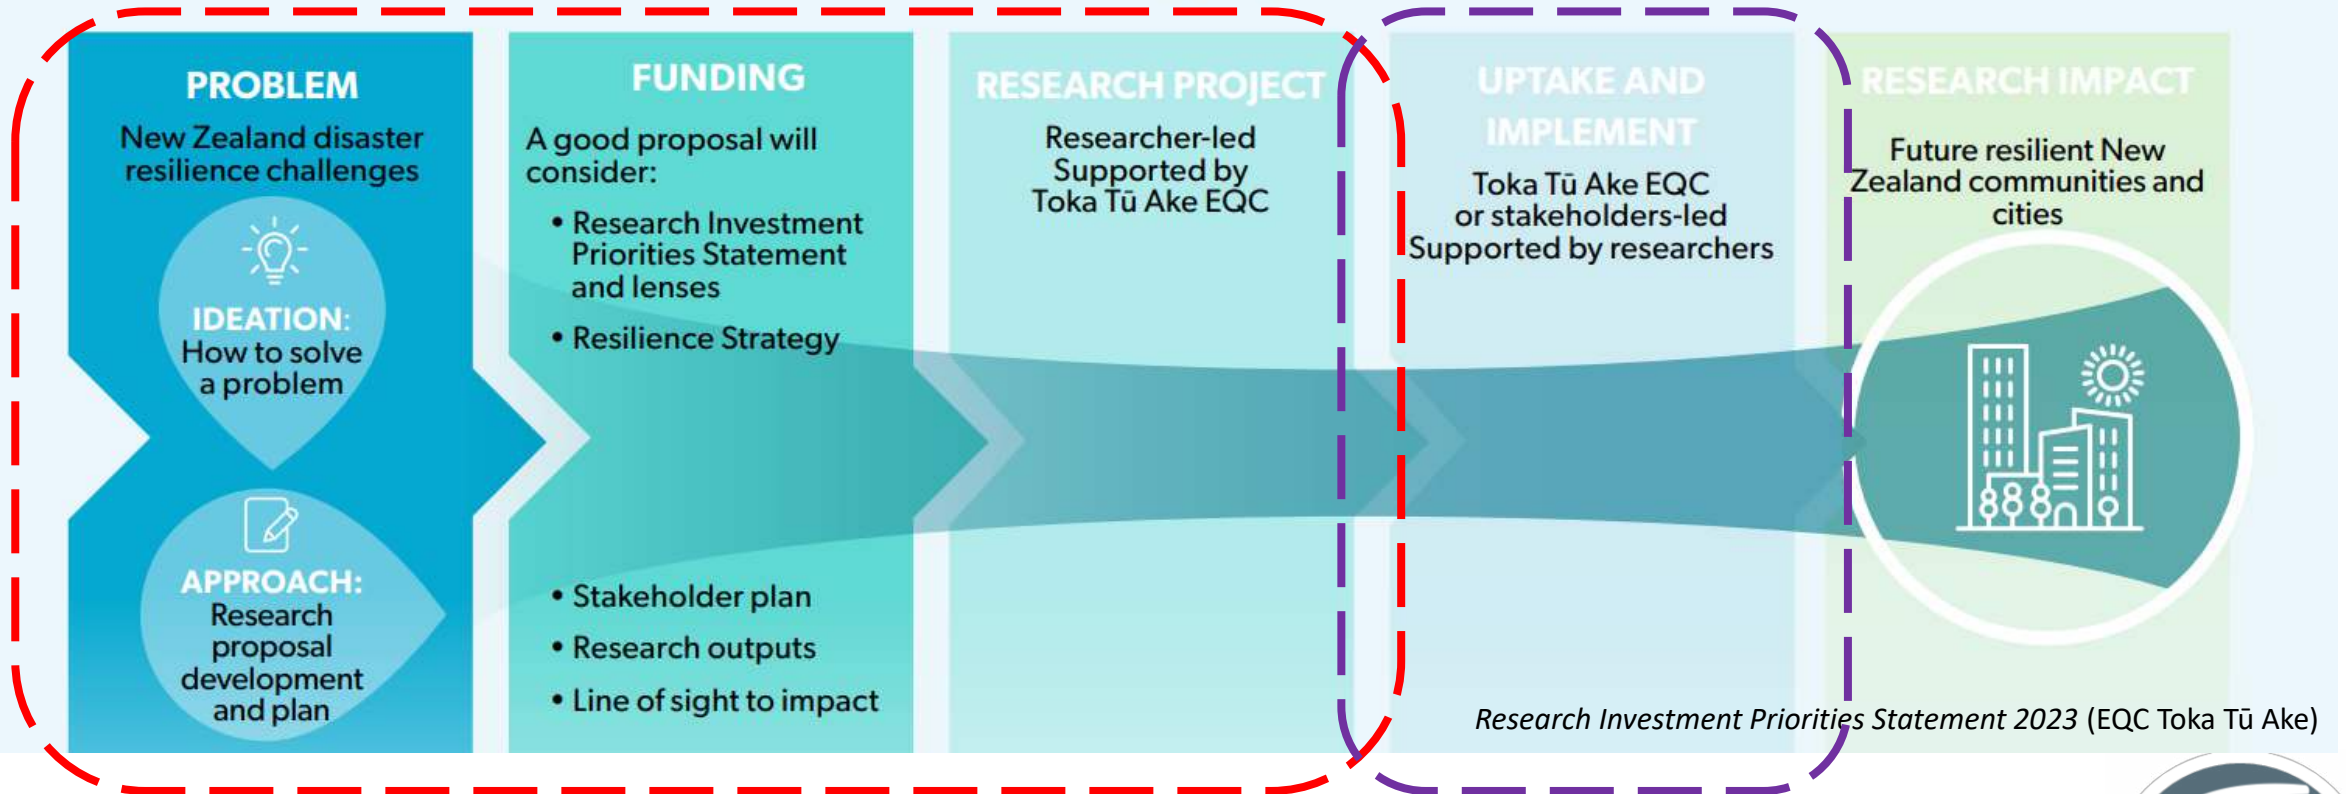 PROBLEM
New Zealand disaster
resilience challenges
IDEATION:
How to solve
a problem
APPROACH:
Research
proposal
development
and plan
FUNDING
A good proposal will
consider:
• Research Investment
Priorities Statement
and lenses
• Resilience Strategy
• Stakeholder plan
• Research outputs
• Line of sight to impact
RESEARCH PROJECT
Researcher-led
Supported by
Toka Tū Ake EQC
UPTAKE AND
IMPLEMENT
Toka Tū Ake EQC
or stakeholders-led
Supported by researchers
RESEARCH IMPACT
Future resilient New
Zealand communities and
cities
Research Investment Priorities Statement 2023 (EQC Toka Tū Ake)